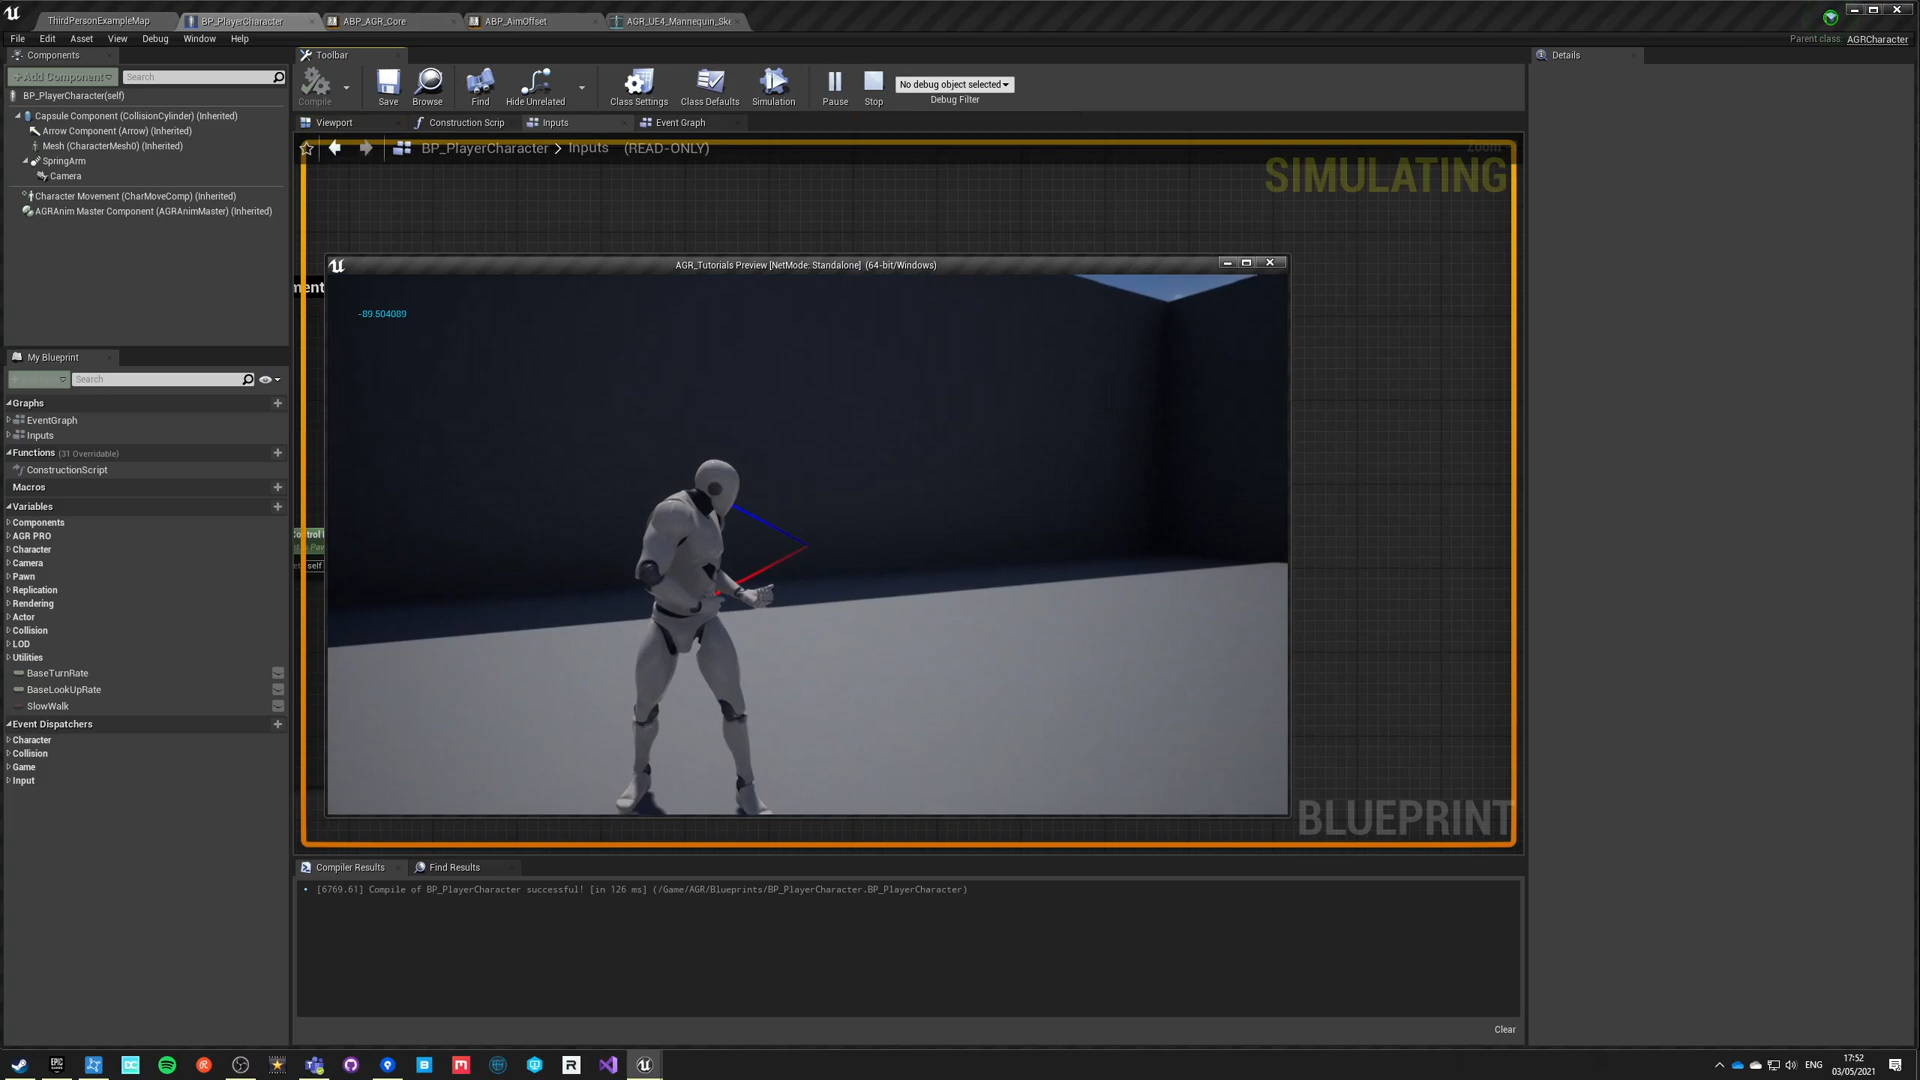 ThirdPersonExampleMap
BP_PlayerCharacter
ABP_AGR_Core
ABP_AimOffset
AGR_UE4_Mannequin_Ske
File Edit Asset View Debug Window Help
Parent class: AGRCharacter
Components
Toolbar
Details
+Add Component
Search
BP_PlayerCharacter(self)
Capsule Component (CollisionCylinder) (Inherited)
Arrow Component (Arrow) (Inherited)
Mesh (CharacterMesh0) (Inherited)
SpringArm
Camera
Character Movement (CharMoveComp) (Inherited)
AGRAnim Master Component (AGRAnimMaster) (Inherited)
Compile
Save
Browse
Find
Hide Unrelated
Class Settings
Class Defaults
Simulation
Pause
Stop
No debug object selected
Debug Filter
Viewport
Construction Scrip
Inputs
Event Graph
BP_PlayerCharacter > Inputs (READ-ONLY)
Zoom
SIMULATING
AGR_Tutorials Preview [NetMode: Standalone] (64-bit/Windows)
-89.504089
ment
Control
self
BLUEPRINT
My Blueprint
Search
Graphs
EventGraph
Inputs
Functions (31 Overridable)
ConstructionScript
Macros
Variables
Components
AGR PRO
Character
Camera
Pawn
Replication
Rendering
Actor
Collision
LOD
Utilities
BaseTurnRate
BaseLookUpRate
SlowWalk
Event Dispatchers
Character
Collision
Game
Input
Compiler Results
Find Results
[6769.61] Compile of BP_PlayerCharacter successful! [in 126 ms] (/Game/AGR/Blueprints/BP_PlayerCharacter.BP_PlayerCharacter)
Clear
ENG
17:52
03/05/2021